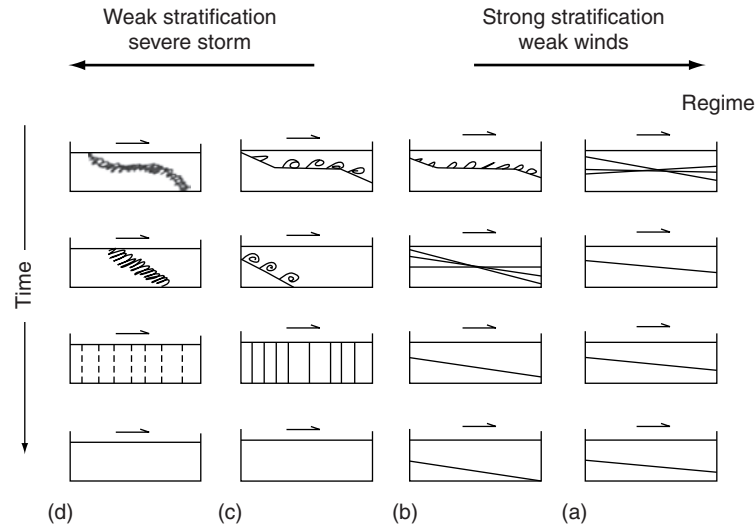 Weak stratification
severe storm
Strong stratification
weak winds
Regime
Time
(d)
(c)
(b)
(a)